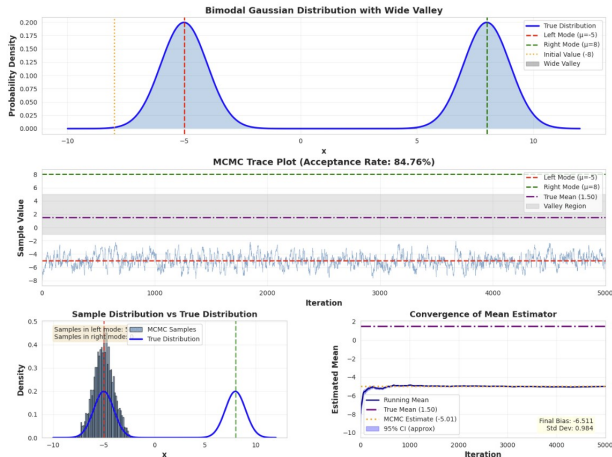 Bimodal Gaussian Distribution with Wide Valley
Probability Density
0.200
0.175
0.150
0.125
0.100
0.075
0.050
0.025
0.000
−10
−5
0
5
10
x
True Distribution
Left Mode (μ=-5)
Right Mode (μ=8)
Initial Value (-8)
Wide Valley
MCMC Trace Plot (Acceptance Rate: 84.76%)
Sample Value
8
6
4
2
0
−2
−4
−6
−8
0
1000
2000
3000
4000
5000
Iteration
Left Mode (μ=-5)
Right Mode (μ=8)
True Mean (1.50)
Valley Region
Sample Distribution vs True Distribution
Density
0.5
0.4
0.3
0.2
0.1
0.0
−10
−5
0
5
10
x
Samples in left mode:
Samples in right mode:
MCMC Samples
True Distribution
Convergence of Mean Estimator
Estimated Mean
2
0
−2
−4
−6
−8
−10
0
1000
2000
3000
4000
5000
Iteration
Running Mean
True Mean (1.50)
MCMC Estimate (-5.01)
95% CI (approx)
Final Bias: -6.511
Std Dev: 0.984